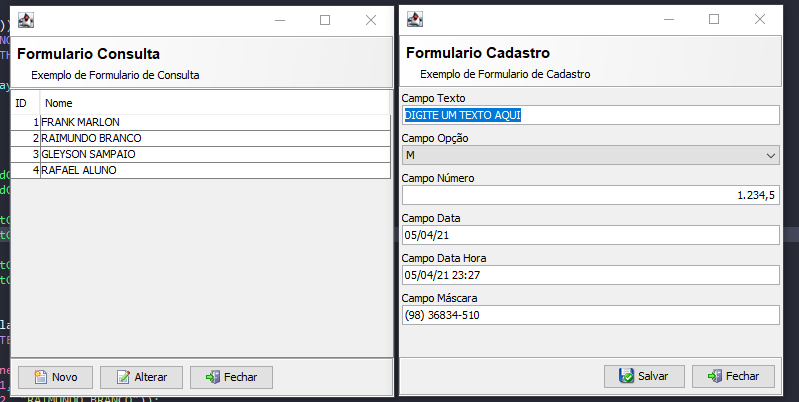 Formulario Consulta
Exemplo de Formulario de Consulta
ID Nome
1 FRANK MARLON
2 RAIMUNDO BRANCO
3 GLEYSON SAMPAIO
4 RAFAEL ALUNO
Novo
Alterar
Fechar
Formulario Cadastro
Exemplo de Formulario de Cadastro
Campo Texto
DIGITE UM TEXTO AQUI
Campo Opção
M
Campo Número
1.234,5
Campo Data
05/04/21
Campo Data Hora
05/04/21 23:27
Campo Máscara
(98) 36834-510
Salvar
Fechar